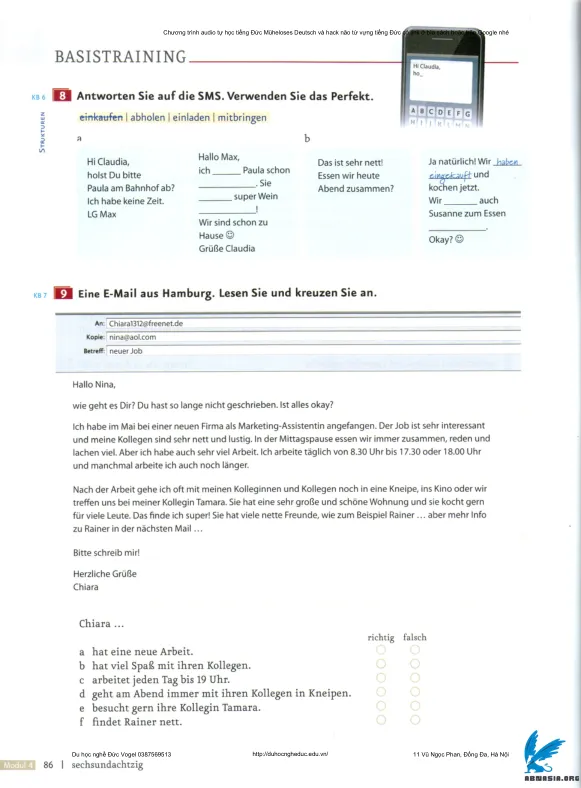 Chương trình audio tự học tiếng Đức Müheloses Deutsch và hack não từ vựng tiếng Đức
Google nhé
BASISTRAINING
Hi Claudia,
ho_
A B C D E F G
KB 6
8 Antworten Sie auf die SMS. Verwenden Sie das Perfekt.
STRUKTUREN
einkaufen | abholen | einladen | mitbringen
a
Hi Claudia,
holst Du bitte
Paula am Bahnhof ab?
Ich habe keine Zeit.
LG Max
Hallo Max,
ich _____ Paula schon
_________. Sie
_____ super Wein
_________!
Wir sind schon zu
Hause ☺
Grüße Claudia
b
Das ist sehr nett!
Essen wir heute
Abend zusammen?
Ja natürlich! Wir haben
eingekauft und
kochen jetzt.
Wir _____ auch
Susanne zum Essen
_________.
Okay? ☺
KB 7
9 Eine E-Mail aus Hamburg. Lesen Sie und kreuzen Sie an.
An: Chiara1312@freenet.de
Kopie: nina@aol.com
Betreff: neuer Job
Hallo Nina,
wie geht es Dir? Du hast so lange nicht geschrieben. Ist alles okay?
Ich habe im Mai bei einer neuen Firma als Marketing-Assistentin angefangen. Der Job ist sehr interessant
und meine Kollegen sind sehr nett und lustig. In der Mittagspause essen wir immer zusammen, reden und
lachen viel. Aber ich habe auch sehr viel Arbeit. Ich arbeite täglich von 8.30 Uhr bis 17.30 oder 18.00 Uhr
und manchmal arbeite ich auch noch länger.
Nach der Arbeit gehe ich oft mit meinen Kolleginnen und Kollegen noch in eine Kneipe, ins Kino oder wir
treffen uns bei meiner Kollegin Tamara. Sie hat eine sehr große und schöne Wohnung und sie kocht gern
für viele Leute. Das finde ich super! Sie hat viele nette Freunde, wie zum Beispiel Rainer ... aber mehr Info
zu Rainer in der nächsten Mail ...
Bitte schreib mir!
Herzliche Grüße
Chiara
Chiara ...
richtig falsch
a hat eine neue Arbeit.
b hat viel Spaß mit ihren Kollegen.
c arbeitet jeden Tag bis 19 Uhr.
d geht am Abend immer mit ihren Kollegen in Kneipen.
e besucht gern ihre Kollegin Tamara.
f findet Rainer nett.
Du học nghề Đức Vogel 0387569513
http://duhocngheduc.edu.vn/
11 Vũ Ngọc Phan, Đống Đa, Hà Nội
Modul 4 86 | sechsundachtzig
ABUASIA.ORG